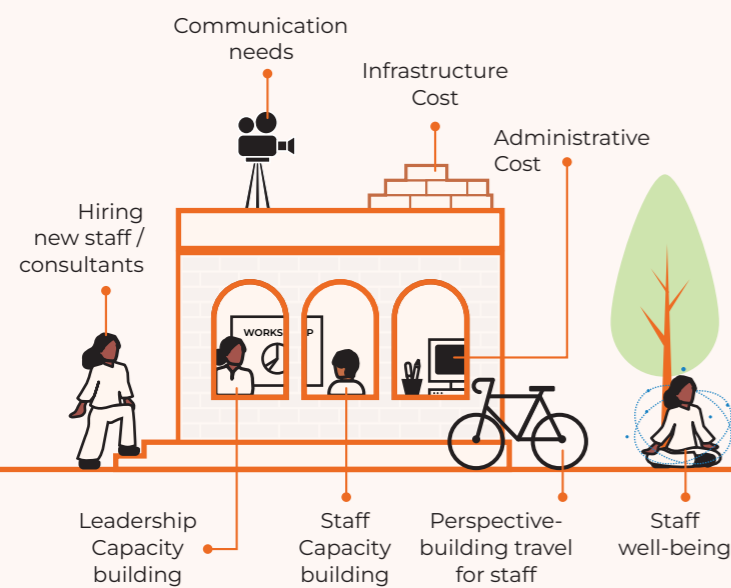 Communication
needs
Infrastructure
Cost
Administrative
Cost
Hiring
new staff /
consultants
WORKS P
Leadership
Capacity
building
Staff
Capacity
building
Perspective-
building travel
for staff
Staff
well-being